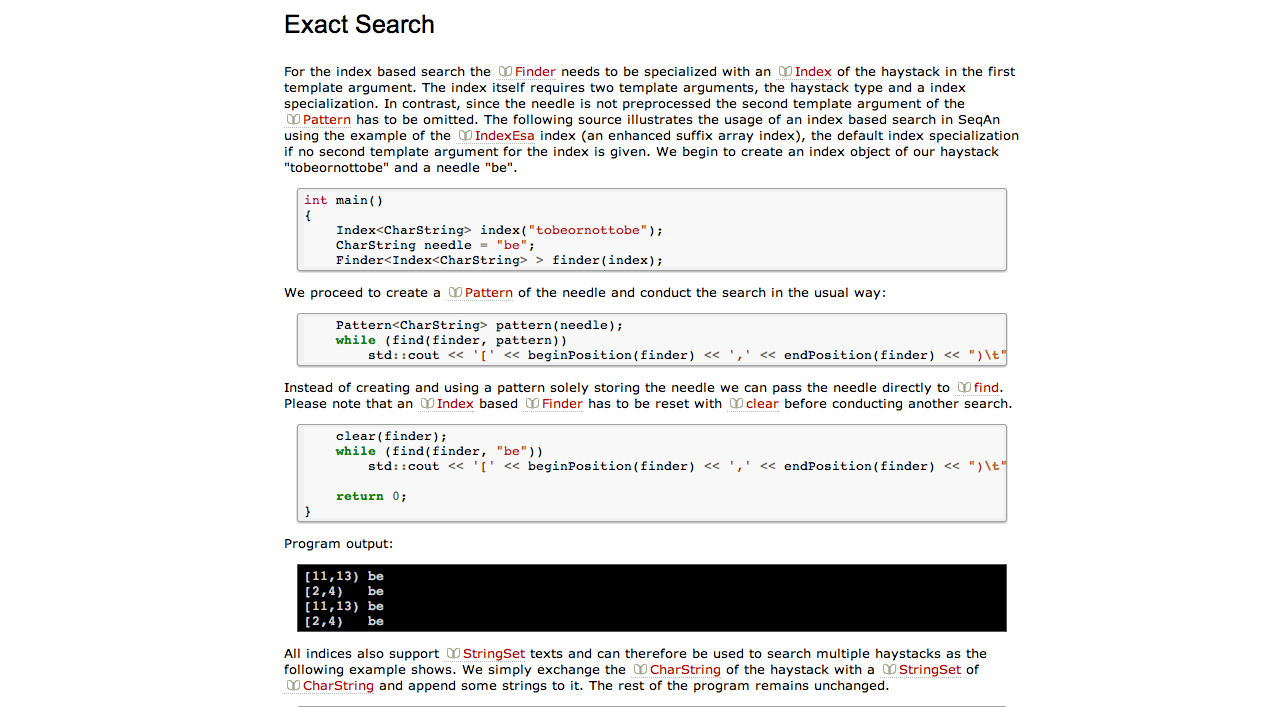 Exact Search
For the index based search the Finder needs to be specialized with an Index of the haystack in the first
template argument. The index itself requires two template arguments, the haystack type and a index
specialization. In contrast, since the needle is not preprocessed the second template argument of the
Pattern has to be omitted. The following source illustrates the usage of an index based search in SeqAn
using the example of the IndexEsa index (an enhanced suffix array index), the default index specialization
if no second template argument for the index is given. We begin to create an index object of our haystack
"tobeornottobe" and a needle "be".
int main()
{
    Index<CharString> index("tobeornottobe");
    CharString needle = "be";
    Finder<Index<CharString> > finder(index);
We proceed to create a Pattern of the needle and conduct the search in the usual way:
    Pattern<CharString> pattern(needle);
    while (find(finder, pattern))
        std::cout << '[' << beginPosition(finder) << ',' << endPosition(finder) << ")\t"
Instead of creating and using a pattern solely storing the needle we can pass the needle directly to find.
Please note that an Index based Finder has to be reset with clear before conducting another search.
    clear(finder);
    while (find(finder, "be"))
        std::cout << '[' << beginPosition(finder) << ',' << endPosition(finder) << ")\t"
    return 0;
}
Program output:
[11,13) be
[2,4)   be
[11,13) be
[2,4)   be
All indices also support StringSet texts and can therefore be used to search multiple haystacks as the
following example shows. We simply exchange the CharString of the haystack with a StringSet of
CharString and append some strings to it. The rest of the program remains unchanged.